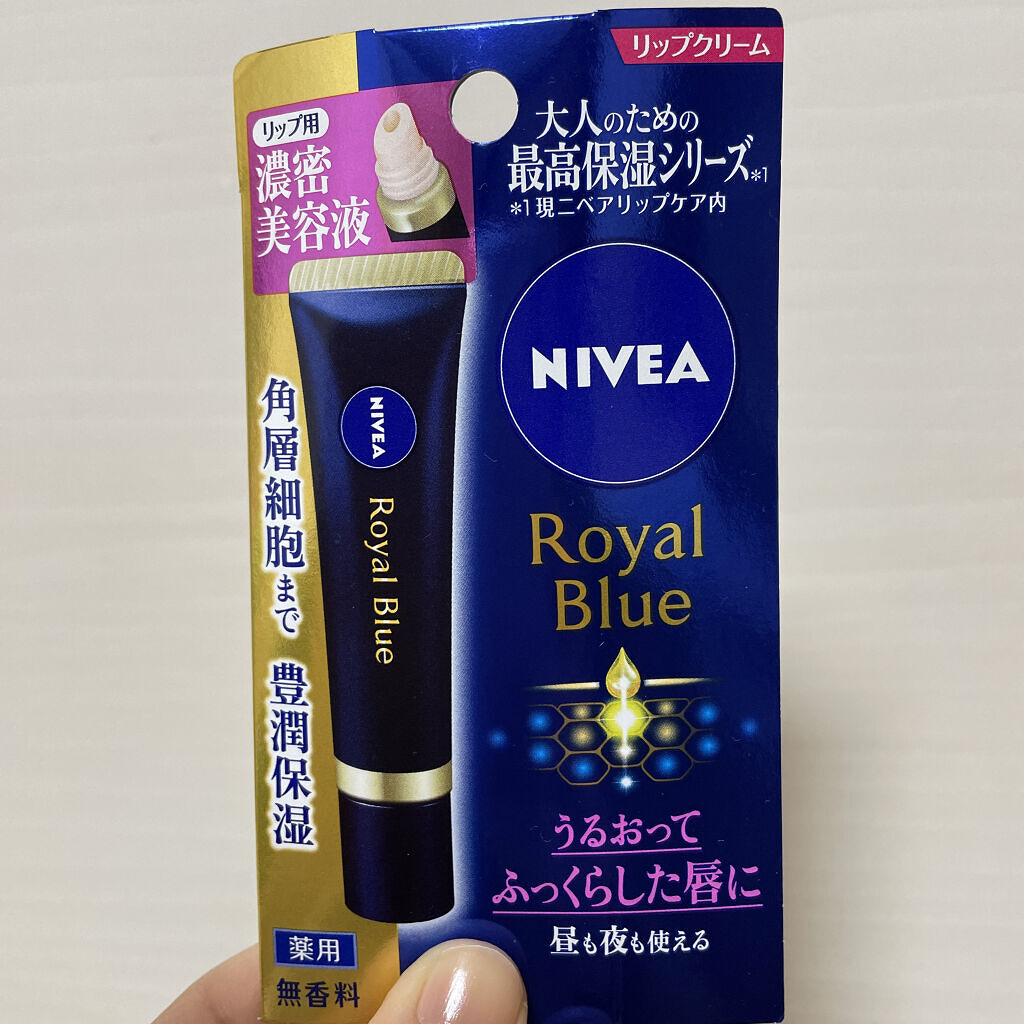 リップクリーム
リップ用
濃密
美容液
大人のための
最高保湿シリーズ*1
*1 現ニベアリップケア内
NIVEA
Royal
Blue
NIVEA
Royal Blue
角層細胞まで 豊潤保湿
うるおって
ふっくらした唇に
昼も夜も使える
薬用
無香料